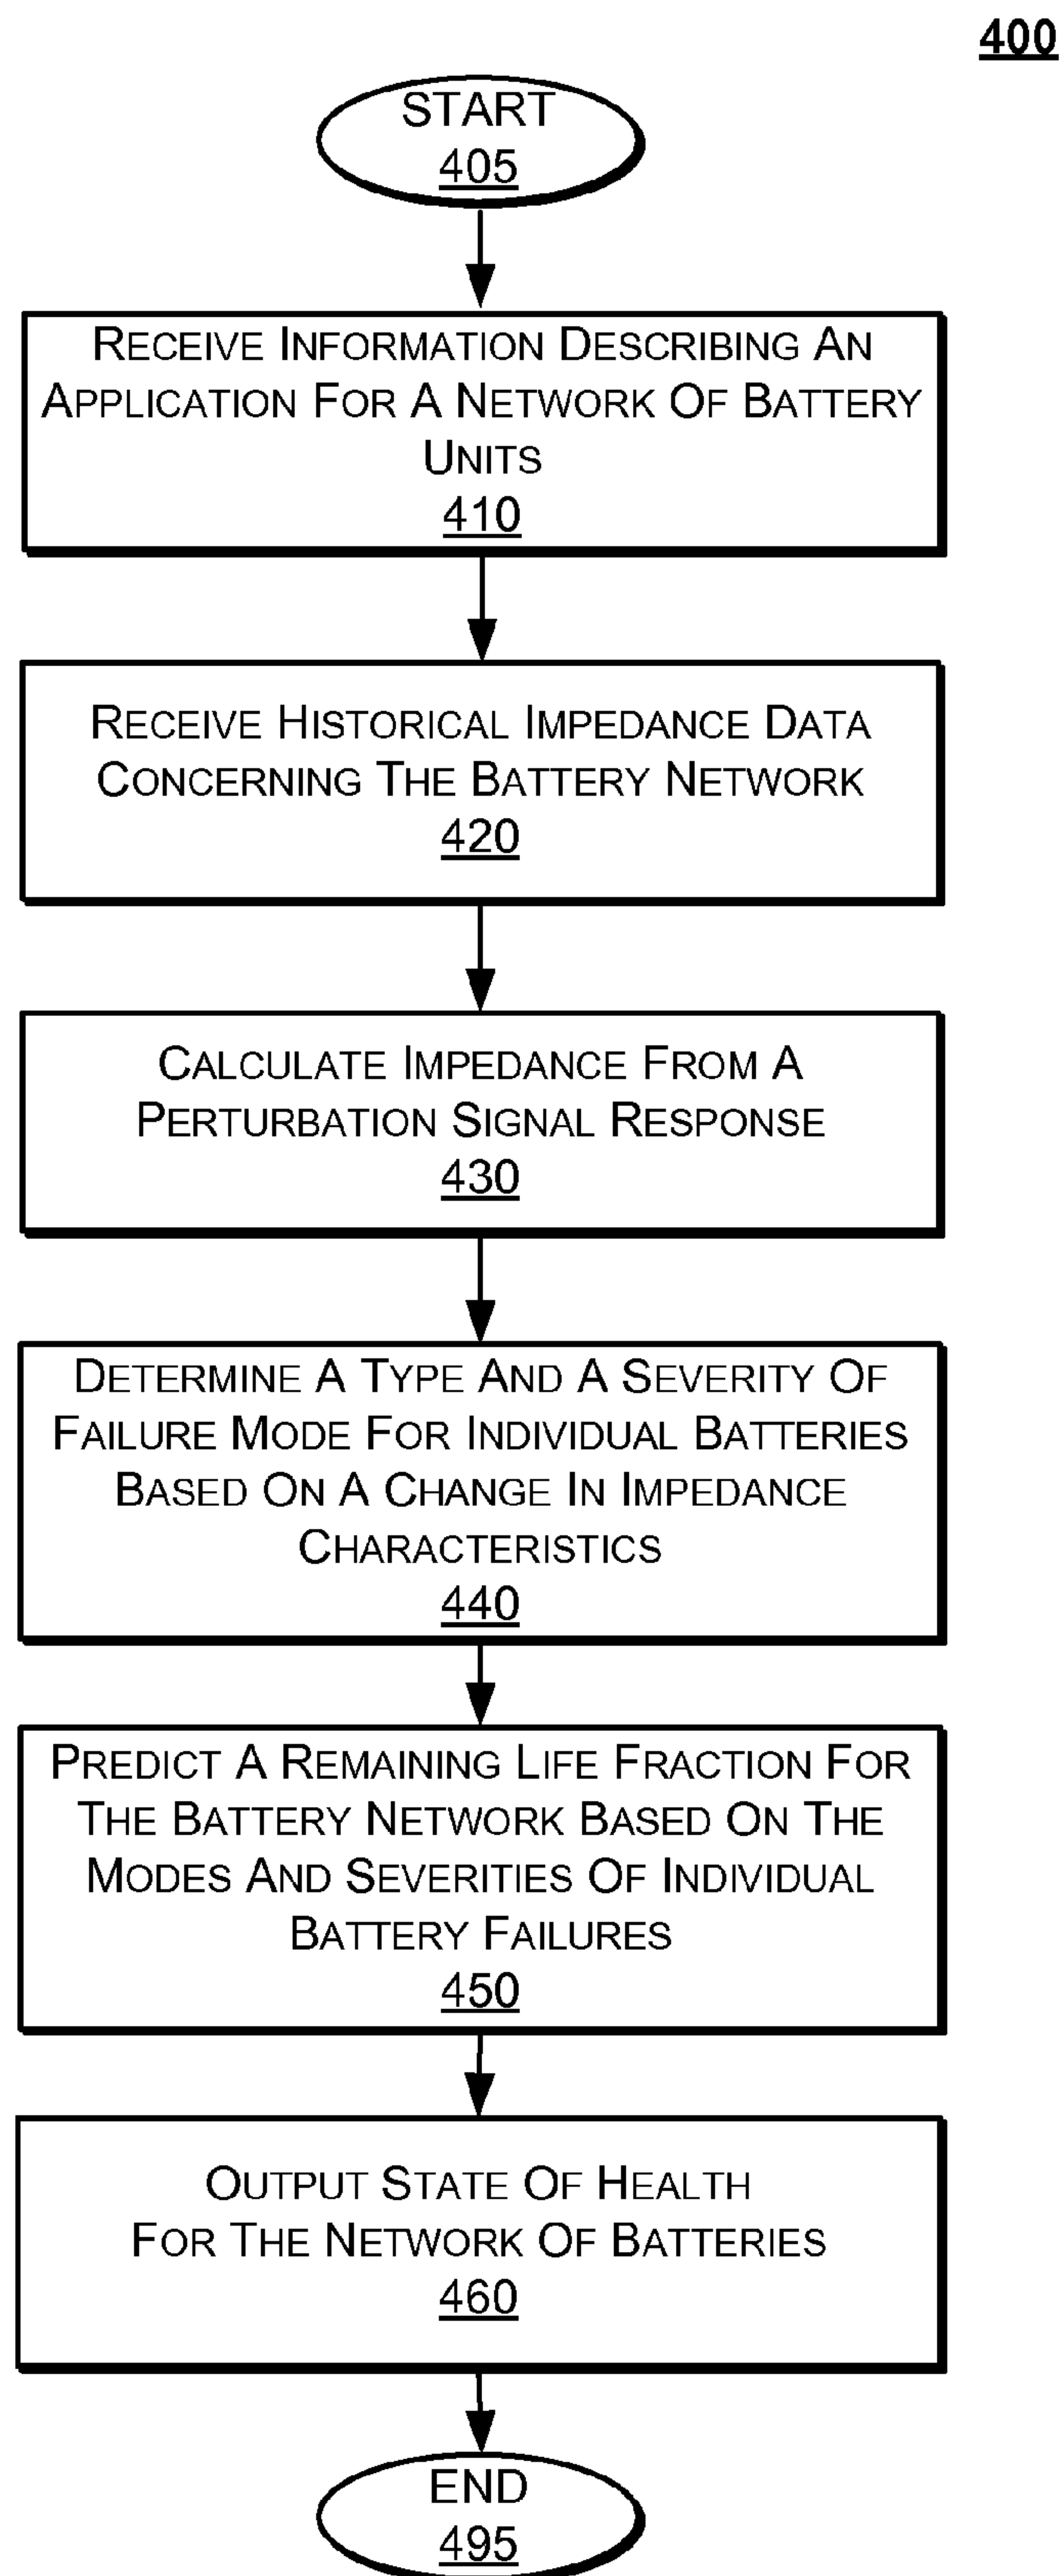 400
START
405
RECEIVE INFORMATION DESCRIBING AN
APPLICATION FOR A NETWORK OF BATTERY
UNITS
410
RECEIVE HISTORICAL IMPEDANCE DATA
CONCERNING THE BATTERY NETWORK
420
CALCULATE IMPEDANCE FROM A
PERTURBATION SIGNAL RESPONSE
430
DETERMINE A TYPE AND A SEVERITY OF
FAILURE MODE FOR INDIVIDUAL BATTERIES
BASED ON A CHANGE IN IMPEDANCE
CHARACTERISTICS
440
PREDICT A REMAINING LIFE FRACTION FOR
THE BATTERY NETWORK BASED ON THE
MODES AND SEVERITIES OF INDIVIDUAL
BATTERY FAILURES
450
OUTPUT STATE OF HEALTH
FOR THE NETWORK OF BATTERIES
460
END
495